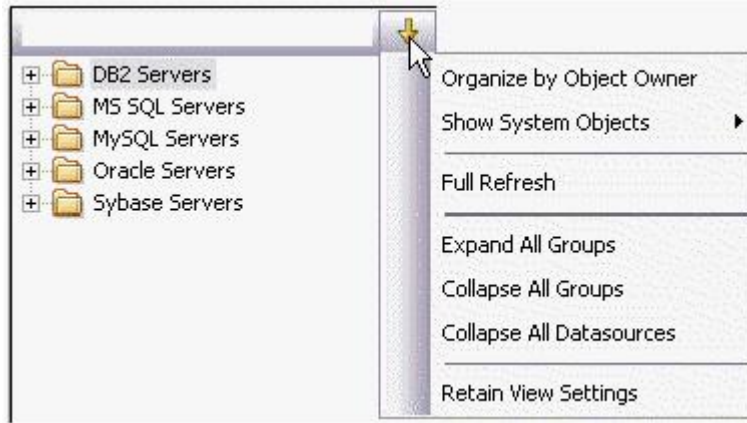 DB2 Servers
MS SQL Servers
MySQL Servers
Oracle Servers
Sybase Servers
Organize by Object Owner
Show System Objects
Full Refresh
Expand All Groups
Collapse All Groups
Collapse All Datasources
Retain View Settings